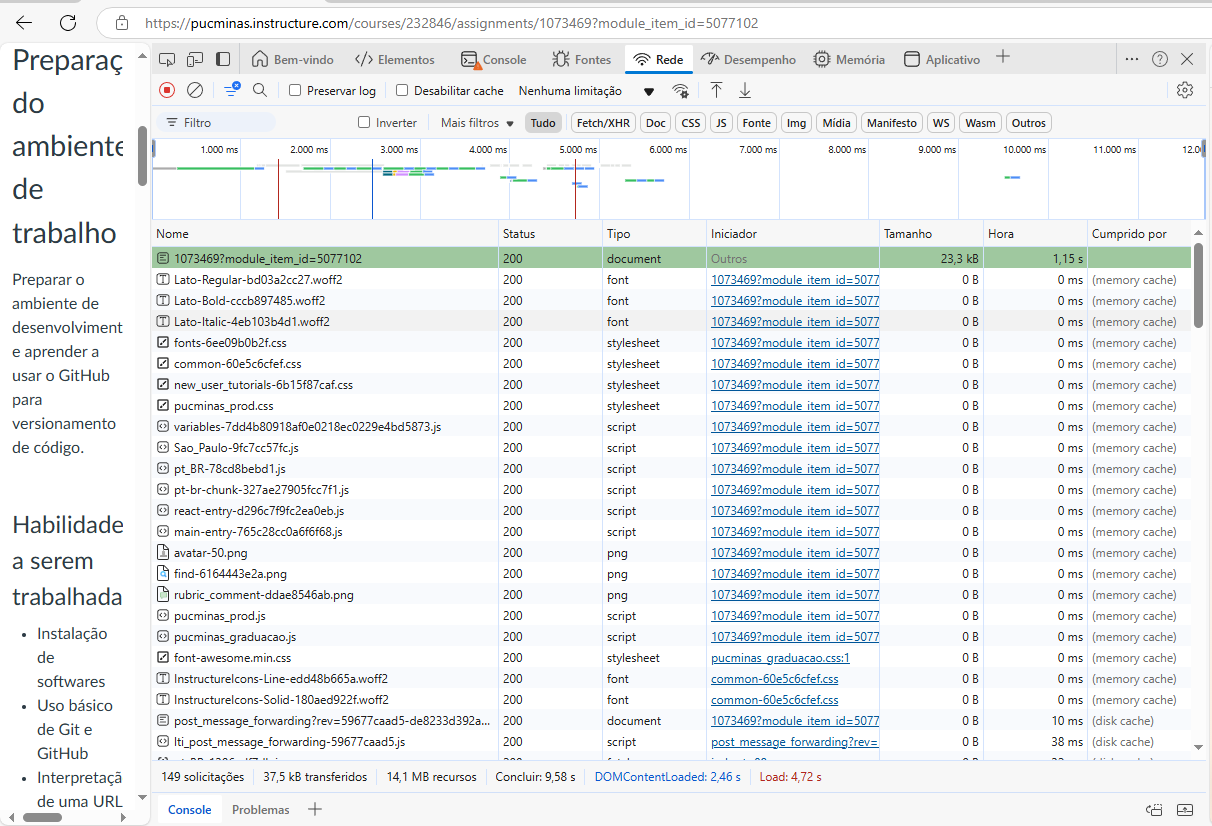 https://pucminas.instructure.com/courses/232846/assignments/1073469?module_item_id=5077102
Preparaç
do
ambiente
de
trabalho
Preparar o
ambiente de
desenvolviment
e aprender a
usar o GitHub
para
versionamento
de código.
Habilidade
a serem
trabalhada
Instalação
de
softwares
Uso básico
de Git e
GitHub
Interpretaçã
de uma URL
Bem-vindo Elementos Console Fontes Rede Desempenho Memória Aplicativo
Preservar log Desabilitar cache Nenhuma limitação
Filtro Inverter Mais filtros Tudo Fetch/XHR Doc CSS JS Fonte Img Mídia Manifesto WS Wasm Outros
1.000 ms 2.000 ms 3.000 ms 4.000 ms 5.000 ms 6.000 ms 7.000 ms 8.000 ms 9.000 ms 10.000 ms 11.000 ms 12.0
Nome Status Tipo Iniciador Tamanho Hora Cumprido por
1073469?module_item_id=5077102 200 document Outros 23,3 kB 1,15 s
Lato-Regular-bd03a2cc27.woff2 200 font 1073469?module_item_id=5077 0 B 0 ms (memory cache)
Lato-Bold-cccb897485.woff2 200 font 1073469?module_item_id=5077 0 B 0 ms (memory cache)
Lato-Italic-4eb103b4d1.woff2 200 font 1073469?module_item_id=5077 0 B 0 ms (memory cache)
fonts-6ee09b0b2f.css 200 stylesheet 1073469?module_item_id=5077 0 B 0 ms (memory cache)
common-60e5c6cfef.css 200 stylesheet 1073469?module_item_id=5077 0 B 0 ms (memory cache)
new_user_tutorials-6b15f87caf.css 200 stylesheet 1073469?module_item_id=5077 0 B 0 ms (memory cache)
pucminas_prod.css 200 stylesheet 1073469?module_item_id=5077 0 B 0 ms (memory cache)
variables-7dd4b80918af0e0218ec0229e4bd5873.js 200 script 1073469?module_item_id=5077 0 B 0 ms (memory cache)
Sao_Paulo-9fc7cc57fc.js 200 script 1073469?module_item_id=5077 0 B 0 ms (memory cache)
pt_BR-78cd8bebd1.js 200 script 1073469?module_item_id=5077 0 B 0 ms (memory cache)
pt-br-chunk-327ae27905fcc7f1.js 200 script 1073469?module_item_id=5077 0 B 0 ms (memory cache)
react-entry-d296c7f9fc2ea0eb.js 200 script 1073469?module_item_id=5077 0 B 0 ms (memory cache)
main-entry-765c28cc0a6f6f68.js 200 script 1073469?module_item_id=5077 0 B 0 ms (memory cache)
avatar-50.png 200 png 1073469?module_item_id=5077 0 B 0 ms (memory cache)
find-6164443e2a.png 200 png 1073469?module_item_id=5077 0 B 0 ms (memory cache)
rubric_comment-ddae8546ab.png 200 png 1073469?module_item_id=5077 0 B 0 ms (memory cache)
pucminas_prod.js 200 script 1073469?module_item_id=5077 0 B 0 ms (memory cache)
pucminas_graduacao.js 200 script 1073469?module_item_id=5077 0 B 0 ms (memory cache)
font-awesome.min.css 200 stylesheet pucminas_graduacao.css:1 0 B 0 ms (memory cache)
InstructureIcons-Line-edd48b665a.woff2 200 font common-60e5c6cfef.css 0 B 0 ms (memory cache)
InstructureIcons-Solid-180aed922f.woff2 200 font common-60e5c6cfef.css 0 B 0 ms (memory cache)
post_message_forwarding?rev=59677caad5-de8233d392a... 200 document 1073469?module_item_id=5077 0 B 10 ms (disk cache)
lti_post_message_forwarding-59677caad5.js 200 script post_message_forwarding?rev= 0 B 38 ms (disk cache)
149 solicitações 37,5 kB transferidos 14,1 MB recursos Concluir: 9,58 s DOMContentLoaded: 2,46 s Load: 4,72 s
Console Problemas